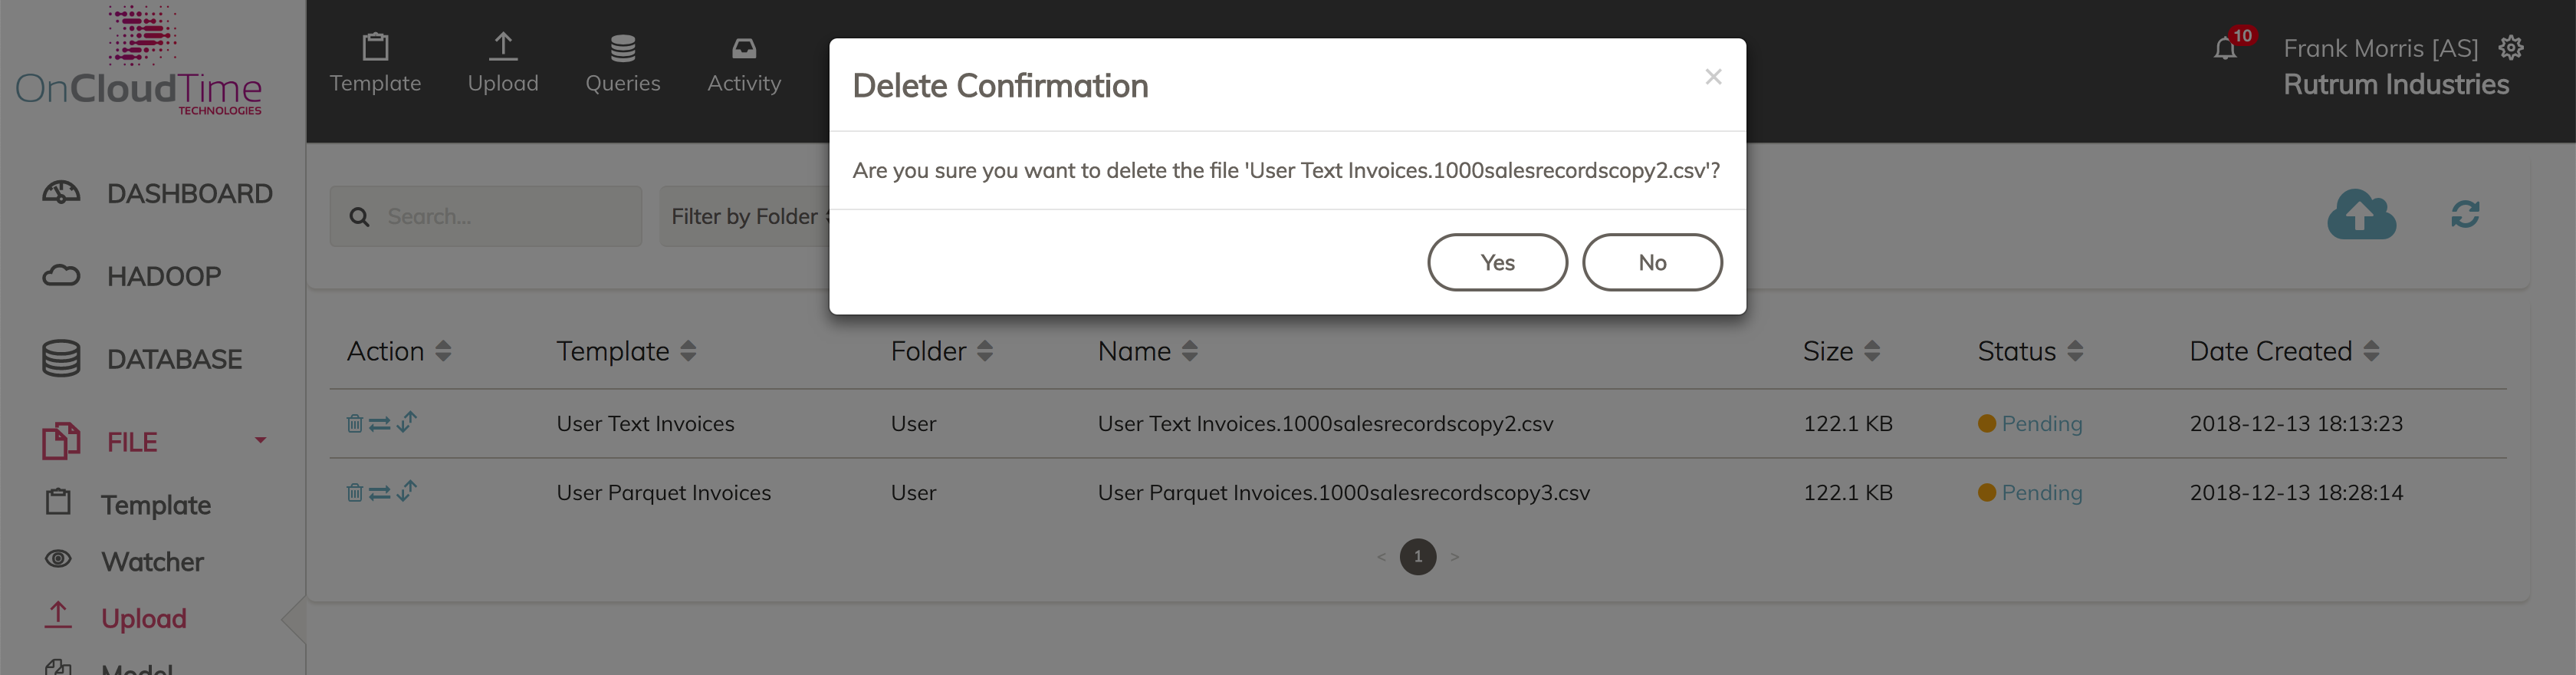 OnCloudTime
TECHNOLOGIES
Template
Upload
Queries
Activity
10
Frank Morris [AS]
Rutrum Industries
Delete Confirmation
×
Are you sure you want to delete the file 'User Text Invoices.1000salesrecordscopy2.csv'?
Yes
No
DASHBOARD
HADOOP
DATABASE
FILE
Template
Watcher
Upload
Model
Search...
Filter by Folder
Action Template Folder Name Size Status Date Created
User Text Invoices User User Text Invoices.1000salesrecordscopy2.csv 122.1 KB Pending 2018-12-13 18:13:23
User Parquet Invoices User User Parquet Invoices.1000salesrecordscopy3.csv 122.1 KB Pending 2018-12-13 18:28:14
< 1 >